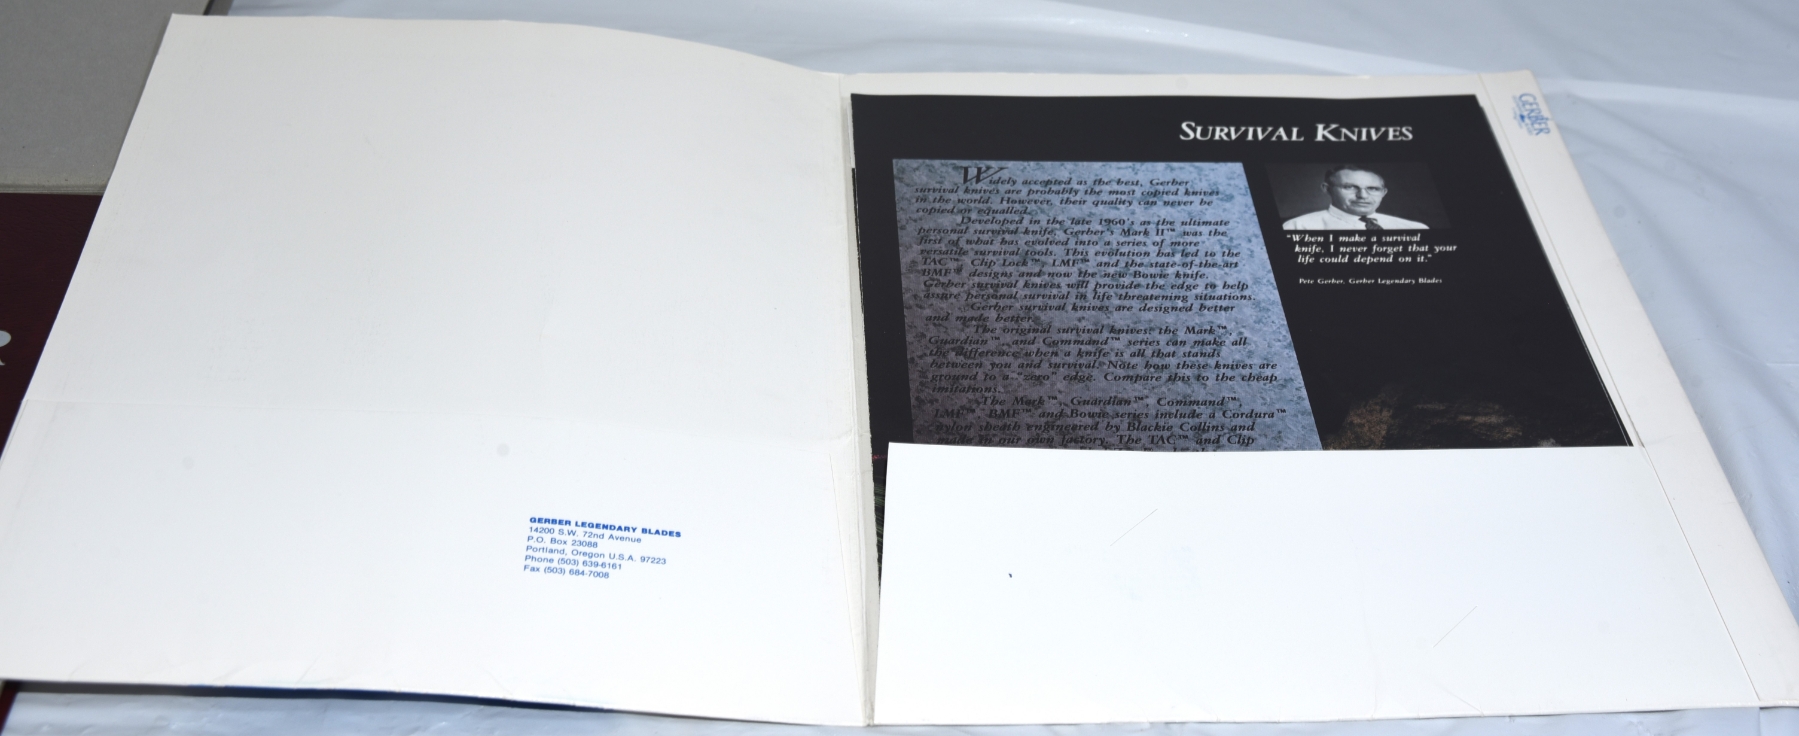 GERBER LEGENDARY BLADES
14200 S.W. 72nd Avenue
P.O. Box 23088
Portland, Oregon U.S.A. 97223
Phone (503) 639-6161
Fax (503) 684-7008
SURVIVAL KNIVES
Widely accepted as the best, Gerber
survival knives are probably the most copied knives
in the world. However, their quality can never be
copied or equalled.
Developed in the late 1960's as the ultimate
personal survival knife, Gerber's Mark II™ was the
first of what has evolved into a series of more
versatile survival tools. This evolution has led to the
TAC™, Clip Lock™, LMF™ and the state-of-the-art
BMF™ designs and now the new Bowie knife.
Gerber survival knives will provide the edge to help
assure personal survival in life threatening situations.
Gerber survival knives are designed better
and made better.
The original survival knives: the Mark™,
Guardian™ and Command™ series can make all
the difference when a knife is all that stands
between you and survival. Note how these knives are
ground to a "zero" edge. Compare this to the cheap
imitations.
The Mark™, Guardian™, Command™,
LMF™ BMF™ and Bowie series include a Cordura™
nylon sheath engineered by Blackie Collins and
made in our own factory. The TAC™ and Clip
"When I make a survival
knife, I never forget that your
life could depend on it."
Pete Gerber, Gerber Legendary Blades
GERBER
R